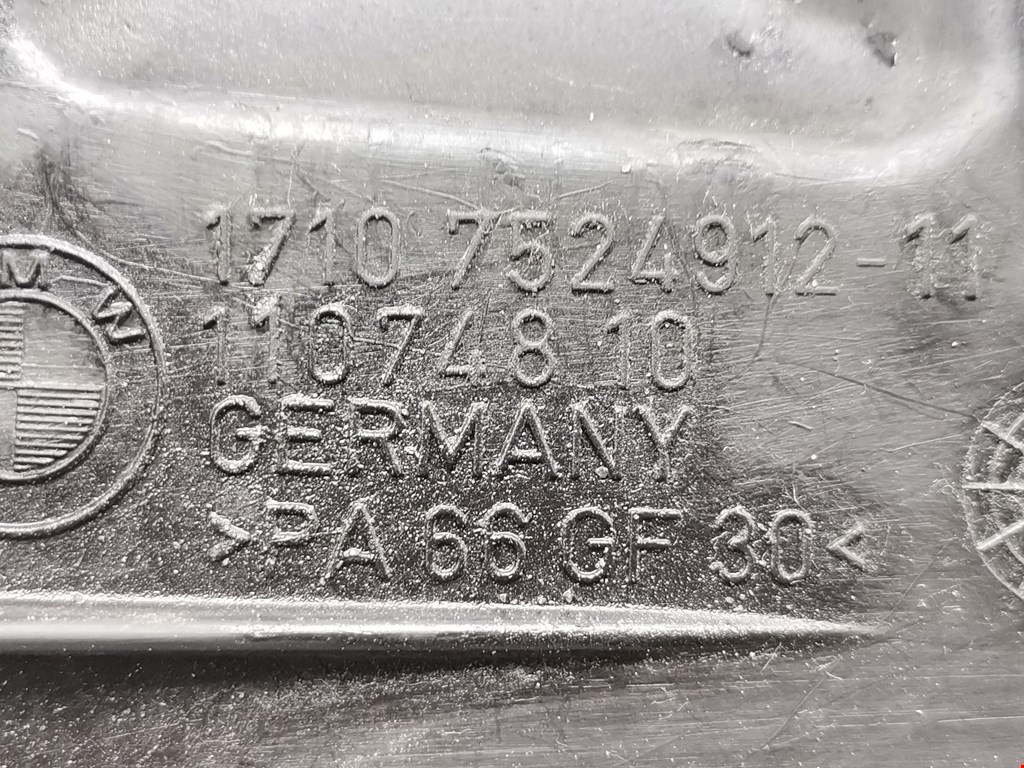 1710 7524912-11
110748 10
M W
GERMANY
>PA 66 GF 30<